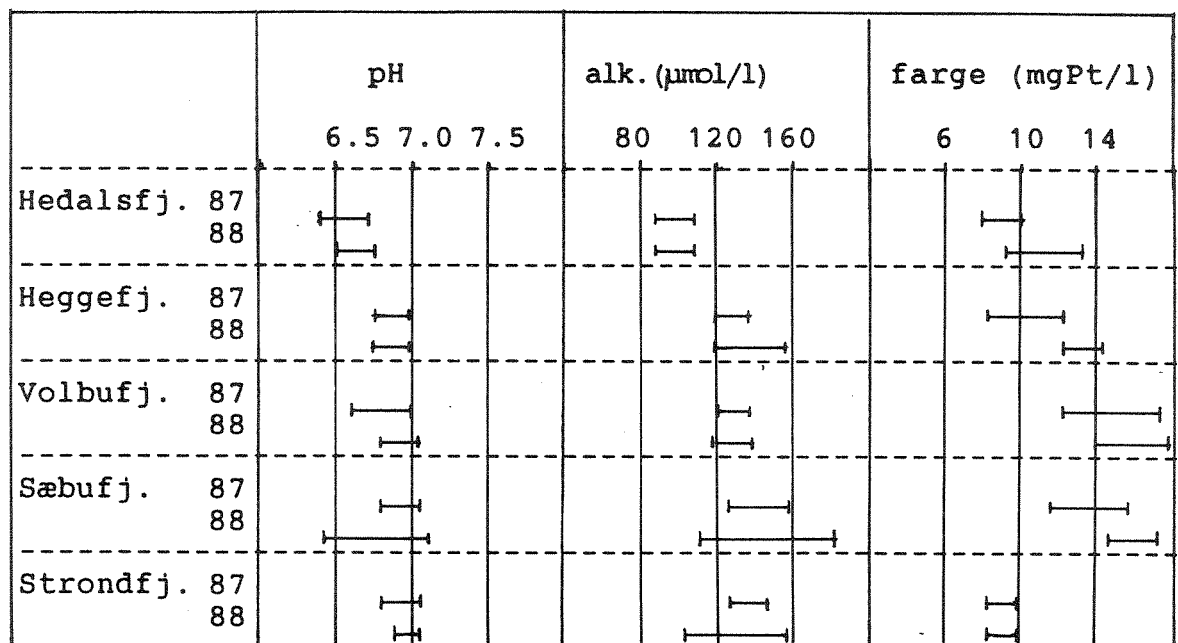 pH alk.(µmol/l) farge (mgPt/l)
6.5 7.0 7.5 80 120 160 6 10 14
Hedalsfj. 87
88
Heggefj. 87
88
Volbufj. 87
88
Sæbufj. 87
88
Strondfj. 87
88